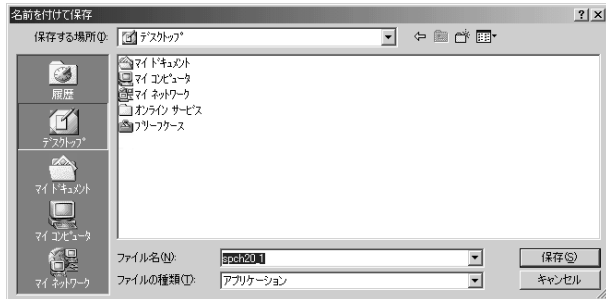 名前を付けて保存
保存する場所(I):
デスクトップ
履歴
デスクトップ
マイ ドキュメント
マイ コンピュータ
マイ ネットワーク
マイ ドキュメント
マイ コンピュータ
マイ ネットワーク
オンライン サービス
ブリーフケース
ファイル名(N):
spch20_1
保存(S)
ファイルの種類(T):
アプリケーション
キャンセル